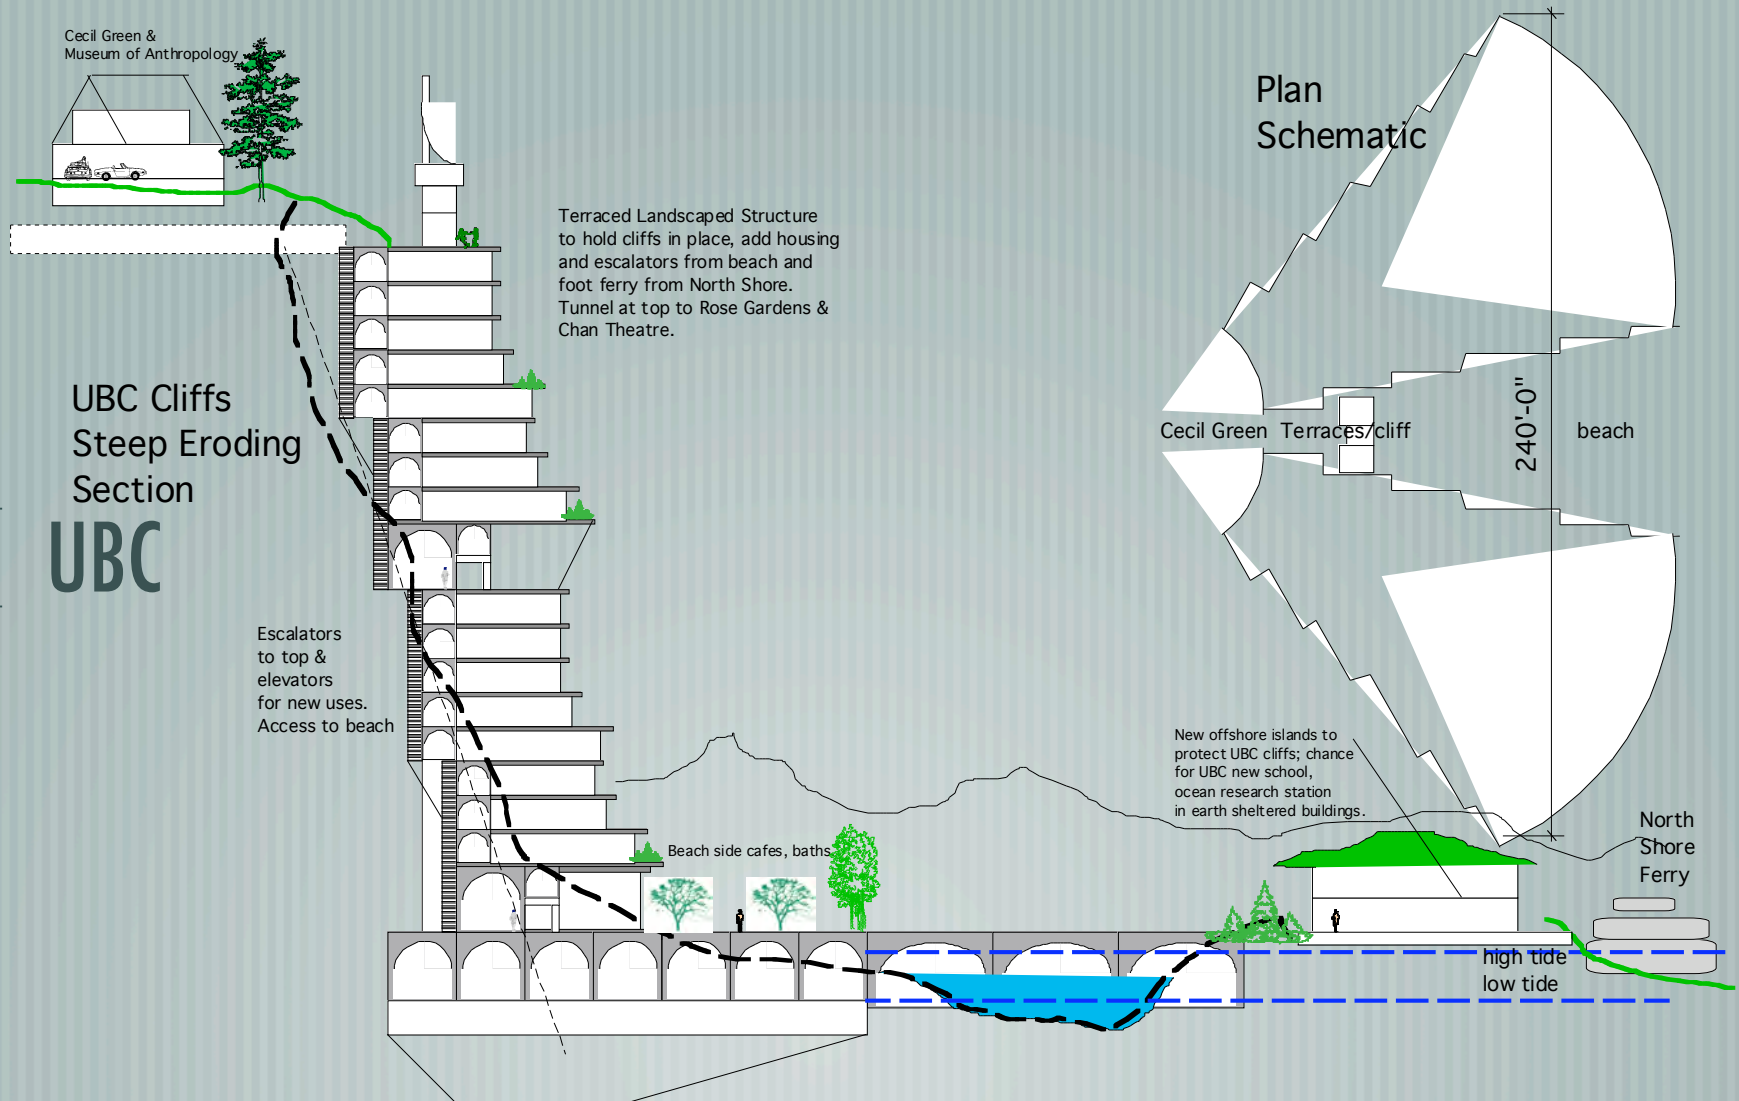 Cecil Green &
Museum of Anthropology
Plan
Schematic
Terraced Landscaped Structure
to hold cliffs in place, add housing
and escalators from beach and
foot ferry from North Shore.
Tunnel at top to Rose Gardens &
Chan Theatre.
UBC Cliffs
Steep Eroding
Section
UBC
Cecil Green
Terraces/cliff
240'-0"
beach
Escalators
to top &
elevators
for new uses.
Access to beach
New offshore islands to
protect UBC cliffs; chance
for UBC new school,
ocean research station
in earth sheltered buildings.
Beach side cafes, baths
North
Shore
Ferry
high tide
low tide